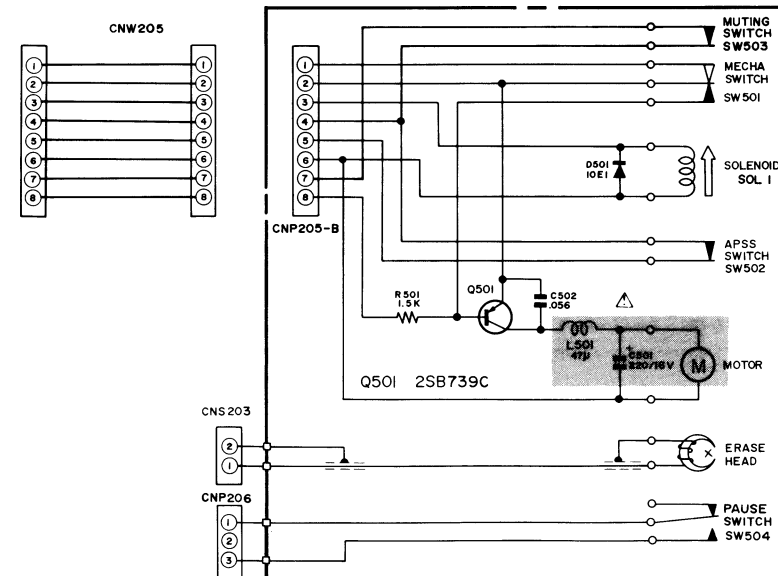 CNW205
1 1
2 2
3 3
4 4
5 5
6 6
7 7
8 8
1
2
3
4
5
6
7
8
CNP205-B
MUTING
SWITCH
SW503
MECHA
SWITCH
SW501
D501
10E1
SOLENOID
SOL 1
APSS
SWITCH
SW502
R501
1.5K
Q501
C502
.056
L501
47μ
+
C501
220/16V
M
MOTOR
Q501 2SB739C
CNS203
2
1
ERASE
HEAD
CNP206
1
2
3
PAUSE
SWITCH
SW504